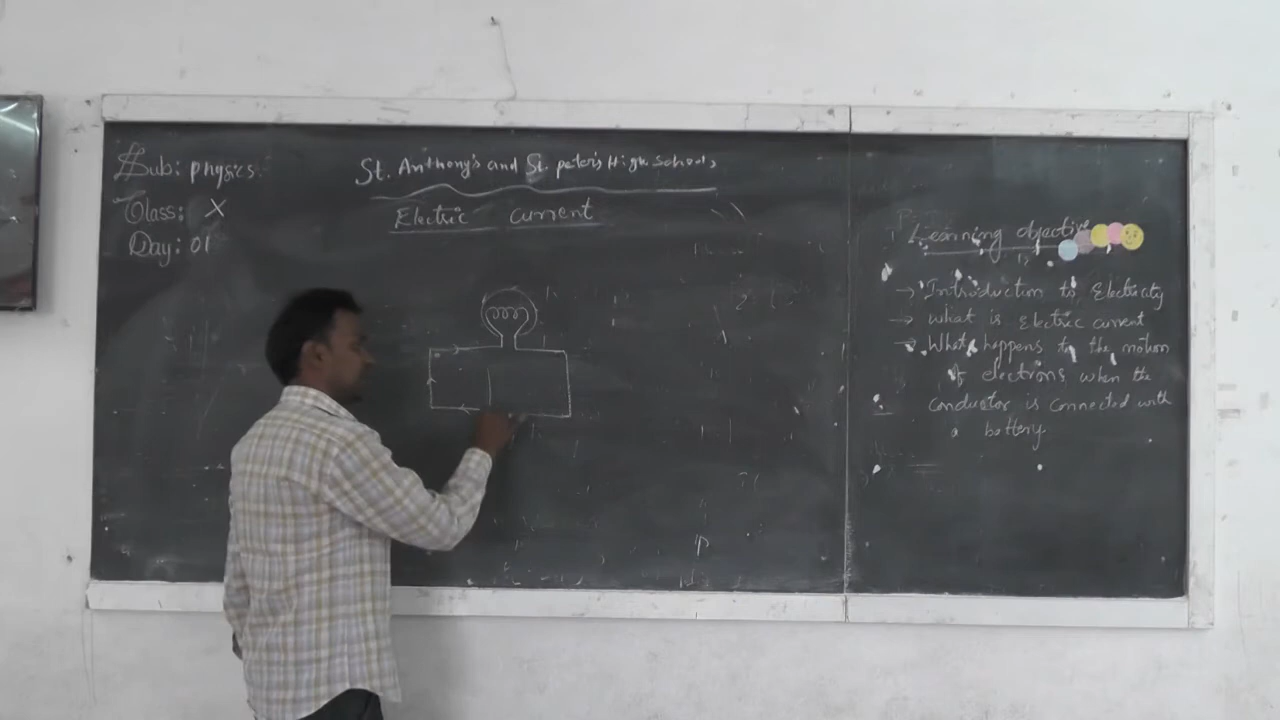 Sub: physics.
Class: X
Day: 01
St. Anthony's and St. peter's High Schools
Electric current
Learning objective
→ Introduction to Electricity
→ what is Electric current
→ What happens to the motion
of electrons when the
conductor is connected with
a battery